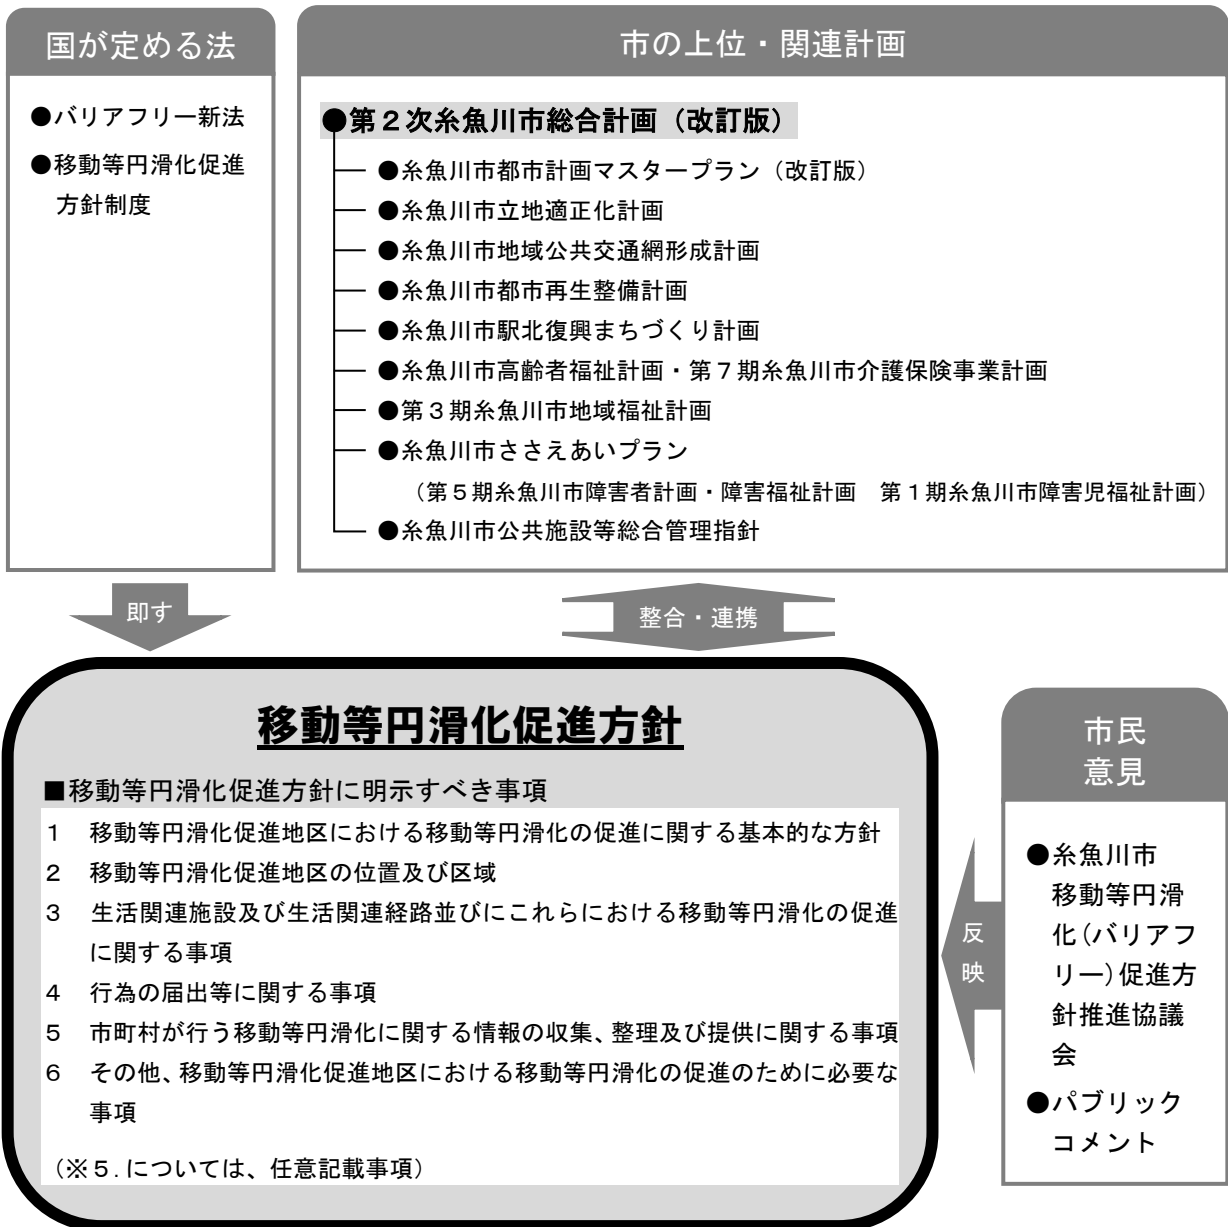 国が定める法
●バリアフリー新法
●移動等円滑化促進
方針制度
市の上位・関連計画
●第２次糸魚川市総合計画（改訂版）
●糸魚川市都市計画マスタープラン（改訂版）
●糸魚川市立地適正化計画
●糸魚川市地域公共交通網形成計画
●糸魚川市都市再生整備計画
●糸魚川市駅北復興まちづくり計画
●糸魚川市高齢者福祉計画・第７期糸魚川市介護保険事業計画
●第３期糸魚川市地域福祉計画
●糸魚川市ささえあいプラン
（第５期糸魚川市障害者計画・障害福祉計画　第１期糸魚川市障害児福祉計画）
●糸魚川市公共施設等総合管理指針
即す
整合・連携
移動等円滑化促進方針
■移動等円滑化促進方針に明示すべき事項
１　移動等円滑化促進地区における移動等円滑化の促進に関する基本的な方針
２　移動等円滑化促進地区の位置及び区域
３　生活関連施設及び生活関連経路並びにこれらにおける移動等円滑化の促進
に関する事項
４　行為の届出等に関する事項
５　市町村が行う移動等円滑化に関する情報の収集、整理及び提供に関する事項
６　その他、移動等円滑化促進地区における移動等円滑化の促進のために必要な
事項
（※５.については、任意記載事項）
反
映
市民
意見
●糸魚川市
移動等円滑
化(バリアフ
リー)促進方
針推進協議
会
●パブリック
コメント